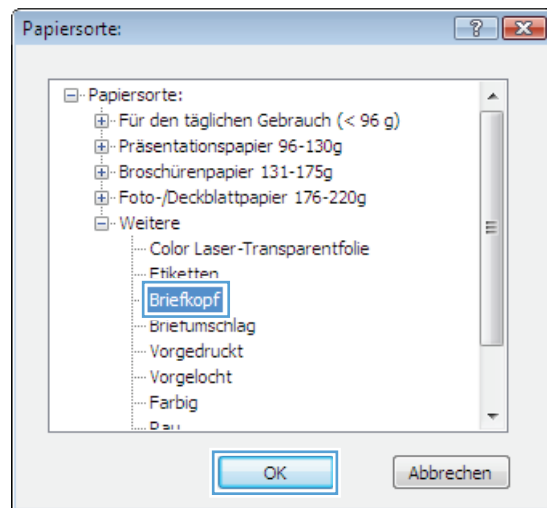 Papiersorte:
?
Papiersorte:
Für den täglichen Gebrauch (< 96 g)
Präsentationspapier 96-130g
Broschürenpapier 131-175g
Foto-/Deckblattpapier 176-220g
Weitere
Color Laser-Transparentfolie
Etiketten
Briefkopf
Briefumschlag
Vorgedruckt
Vorgelocht
Farbig
OK
Abbrechen